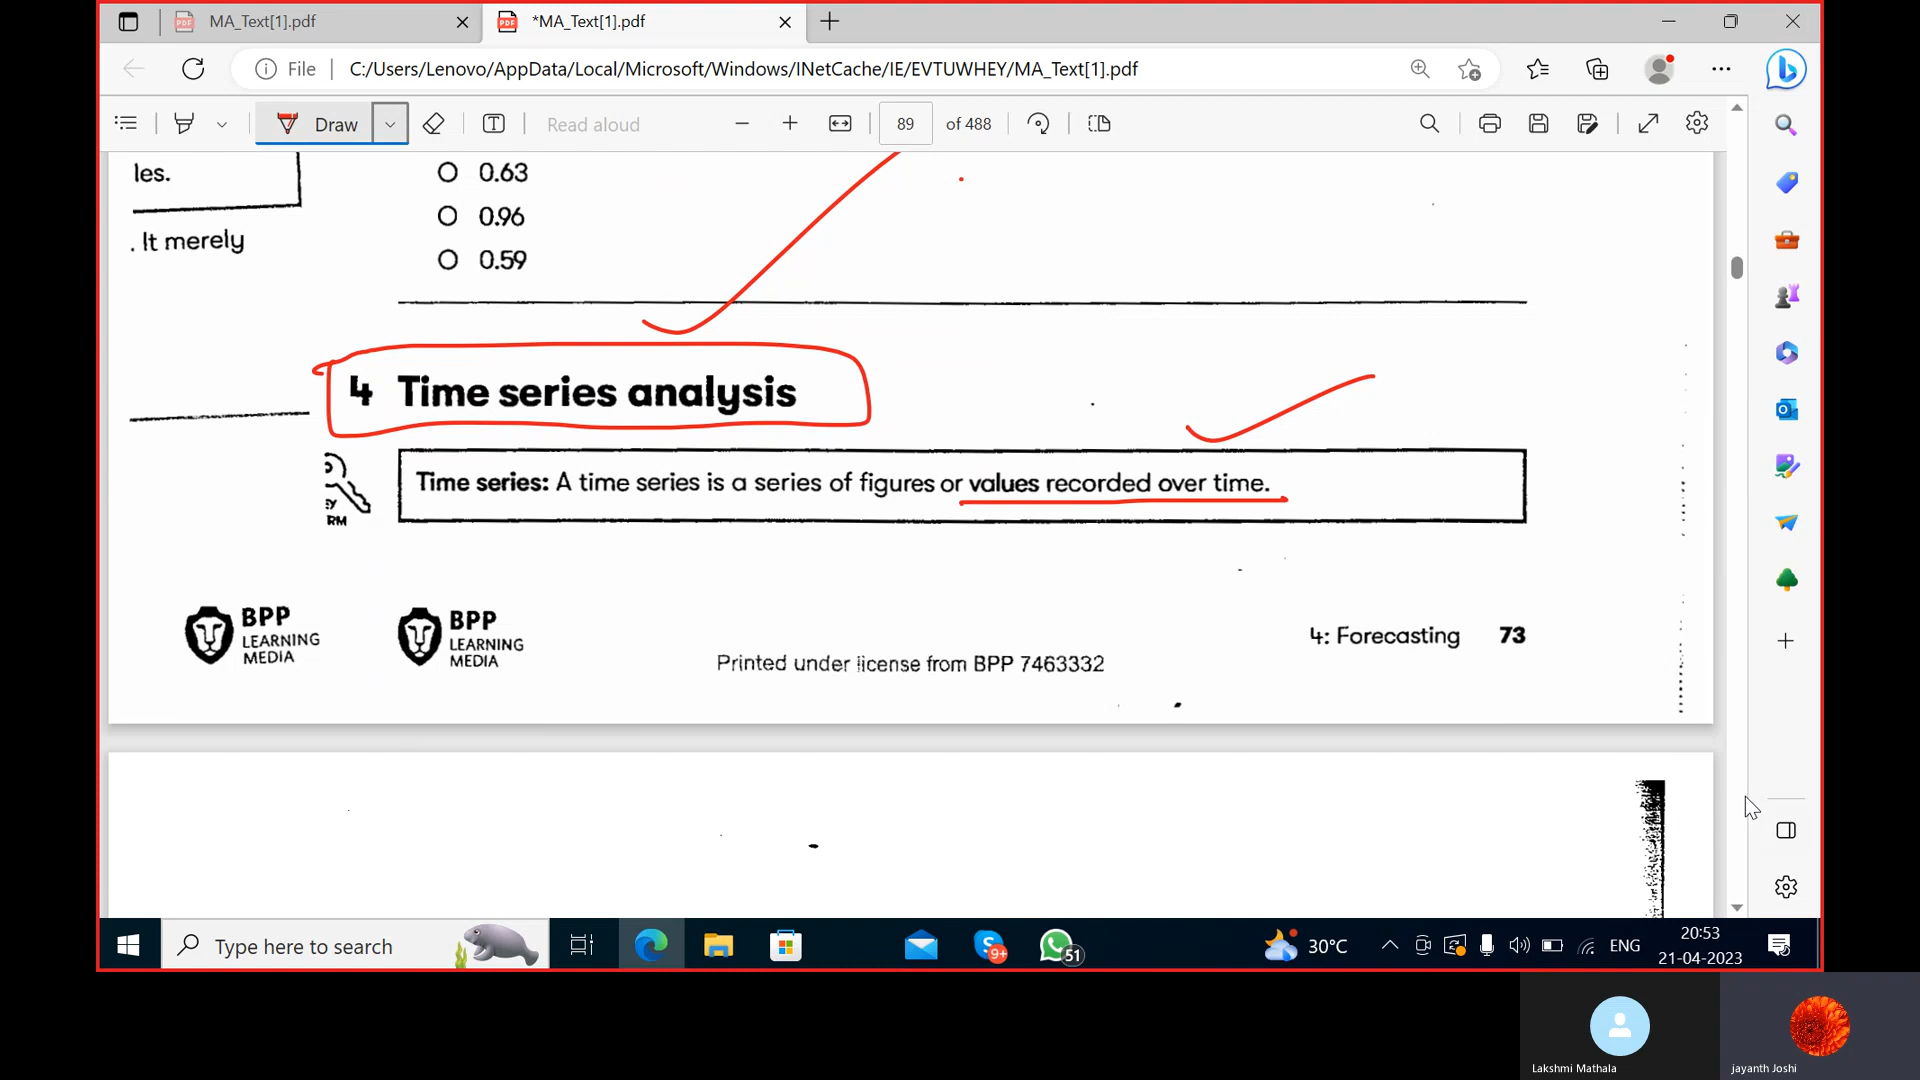 MA_Text[1].pdf
*MA_Text[1].pdf
File
C:/Users/Lenovo/AppData/Local/Microsoft/Windows/INetCache/IE/EVTUWHEY/MA_Text[1].pdf
Draw
Read aloud
89 of 488
les.
. It merely
0.63
0.96
0.59
4 Time series analysis
RM
Time series: A time series is a series of figures or values recorded over time.
BPP
LEARNING
MEDIA
BPP
LEARNING
MEDIA
Printed under license from BPP 7463332
4: Forecasting 73
Type here to search
9+
51
30°C
ENG
20:53
21-04-2023
Lakshmi Mathala
jayanth Joshi